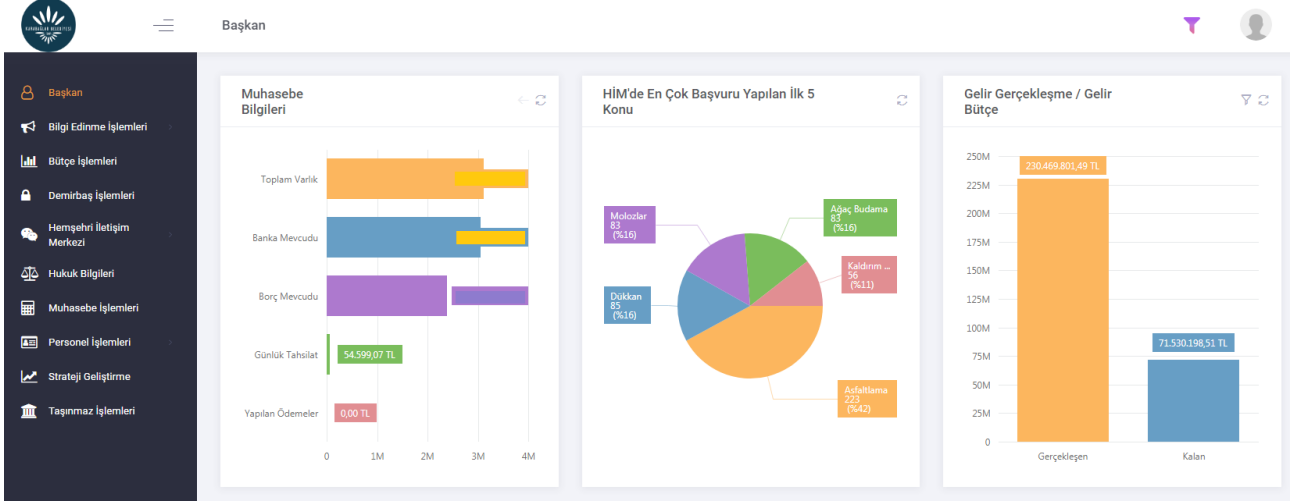 Başkan
Başkan
Bilgi Edinme İşlemleri
Bütçe İşlemleri
Demirbaş İşlemleri
Hemşehri İletişim
Merkezi
Hukuk Bilgileri
Muhasebe İşlemleri
Personel İşlemleri
Strateji Geliştirme
Taşınmaz İşlemleri
Muhasebe
Bilgileri
Toplam Varlık
Banka Mevcudu
Borç Mevcudu
Günlük Tahsilat
54.599,07 TL
Yapılan Ödemeler
0,00 TL
0 1M 2M 3M 4M
HİM'de En Çok Başvuru Yapılan İlk 5
Konu
Molozlar
83
(%16)
Ağaç Budama
83
(%16)
Kaldırım ...
56
(%11)
Dükkan
85
(%16)
Asfaltlama
223
(%42)
Gelir Gerçekleşme / Gelir
Bütçe
250M
225M
200M
175M
150M
125M
100M
75M
50M
25M
0
230.469.801,49 TL
71.530.198,51 TL
Gerçekleşen
Kalan